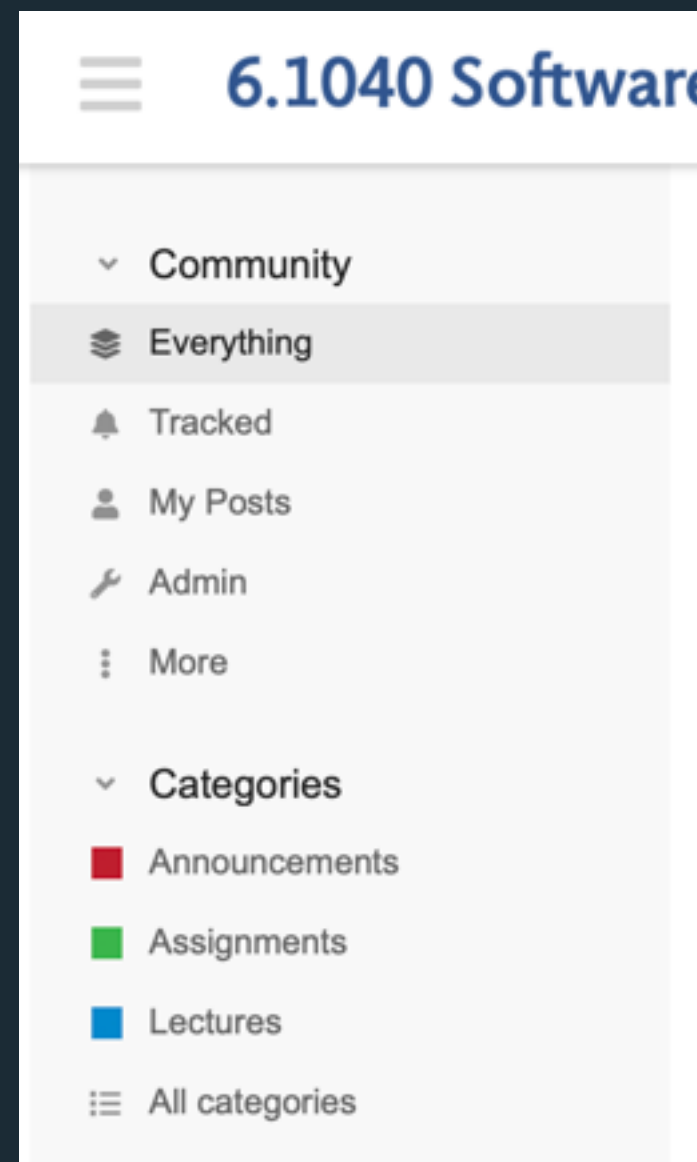 6.1040 Software
Community
Everything
Tracked
My Posts
Admin
More
Categories
Announcements
Assignments
Lectures
All categories